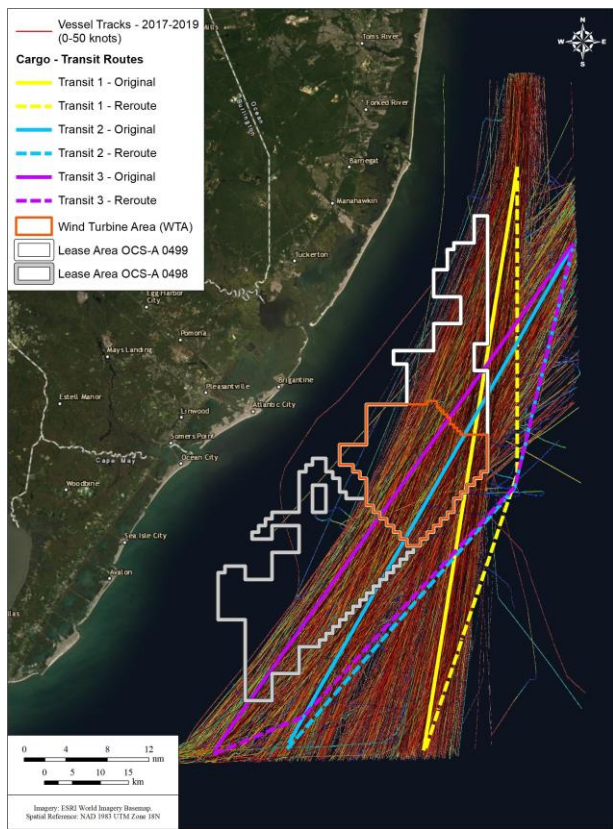 Vessel Tracks - 2017-2019
(0-50 knots)
Cargo - Transit Routes
Transit 1 - Original
Transit 1 - Reroute
Transit 2 - Original
Transit 2 - Reroute
Transit 3 - Original
Transit 3 - Reroute
Wind Turbine Area (WTA)
Lease Area OCS-A 0499
Lease Area OCS-A 0498
N
W E
S
Mills
Toms River
Ocean
Burlington
Forked River
Barnegat
Manahawkin
Tuckerton
Egg Harbor
City
Pomona
Mays Landing
Pleasantville
Brigantine
Estell Manor
Atlantic City
Linwood
Somers Point
Cape May
Ocean City
Woodbine
Sea Isle City
Avalon
0 4 8 12
nm
0 5 10 15
km
Imagery: ESRI World Imagery Basemap.
Spatial Reference: NAD 1983 UTM Zone 18N